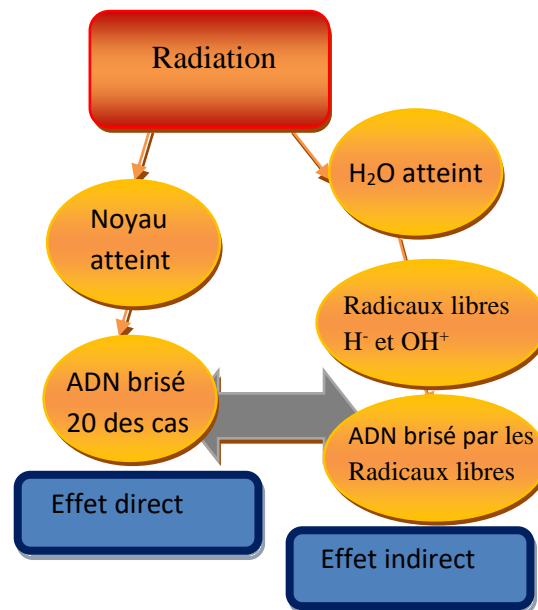 Radiation
H₂O atteint
Noyau
atteint
Radicaux libres
H⁻ et OH⁺
ADN brisé
20 des cas
ADN brisé par les
Radicaux libres
Effet direct
Effet indirect